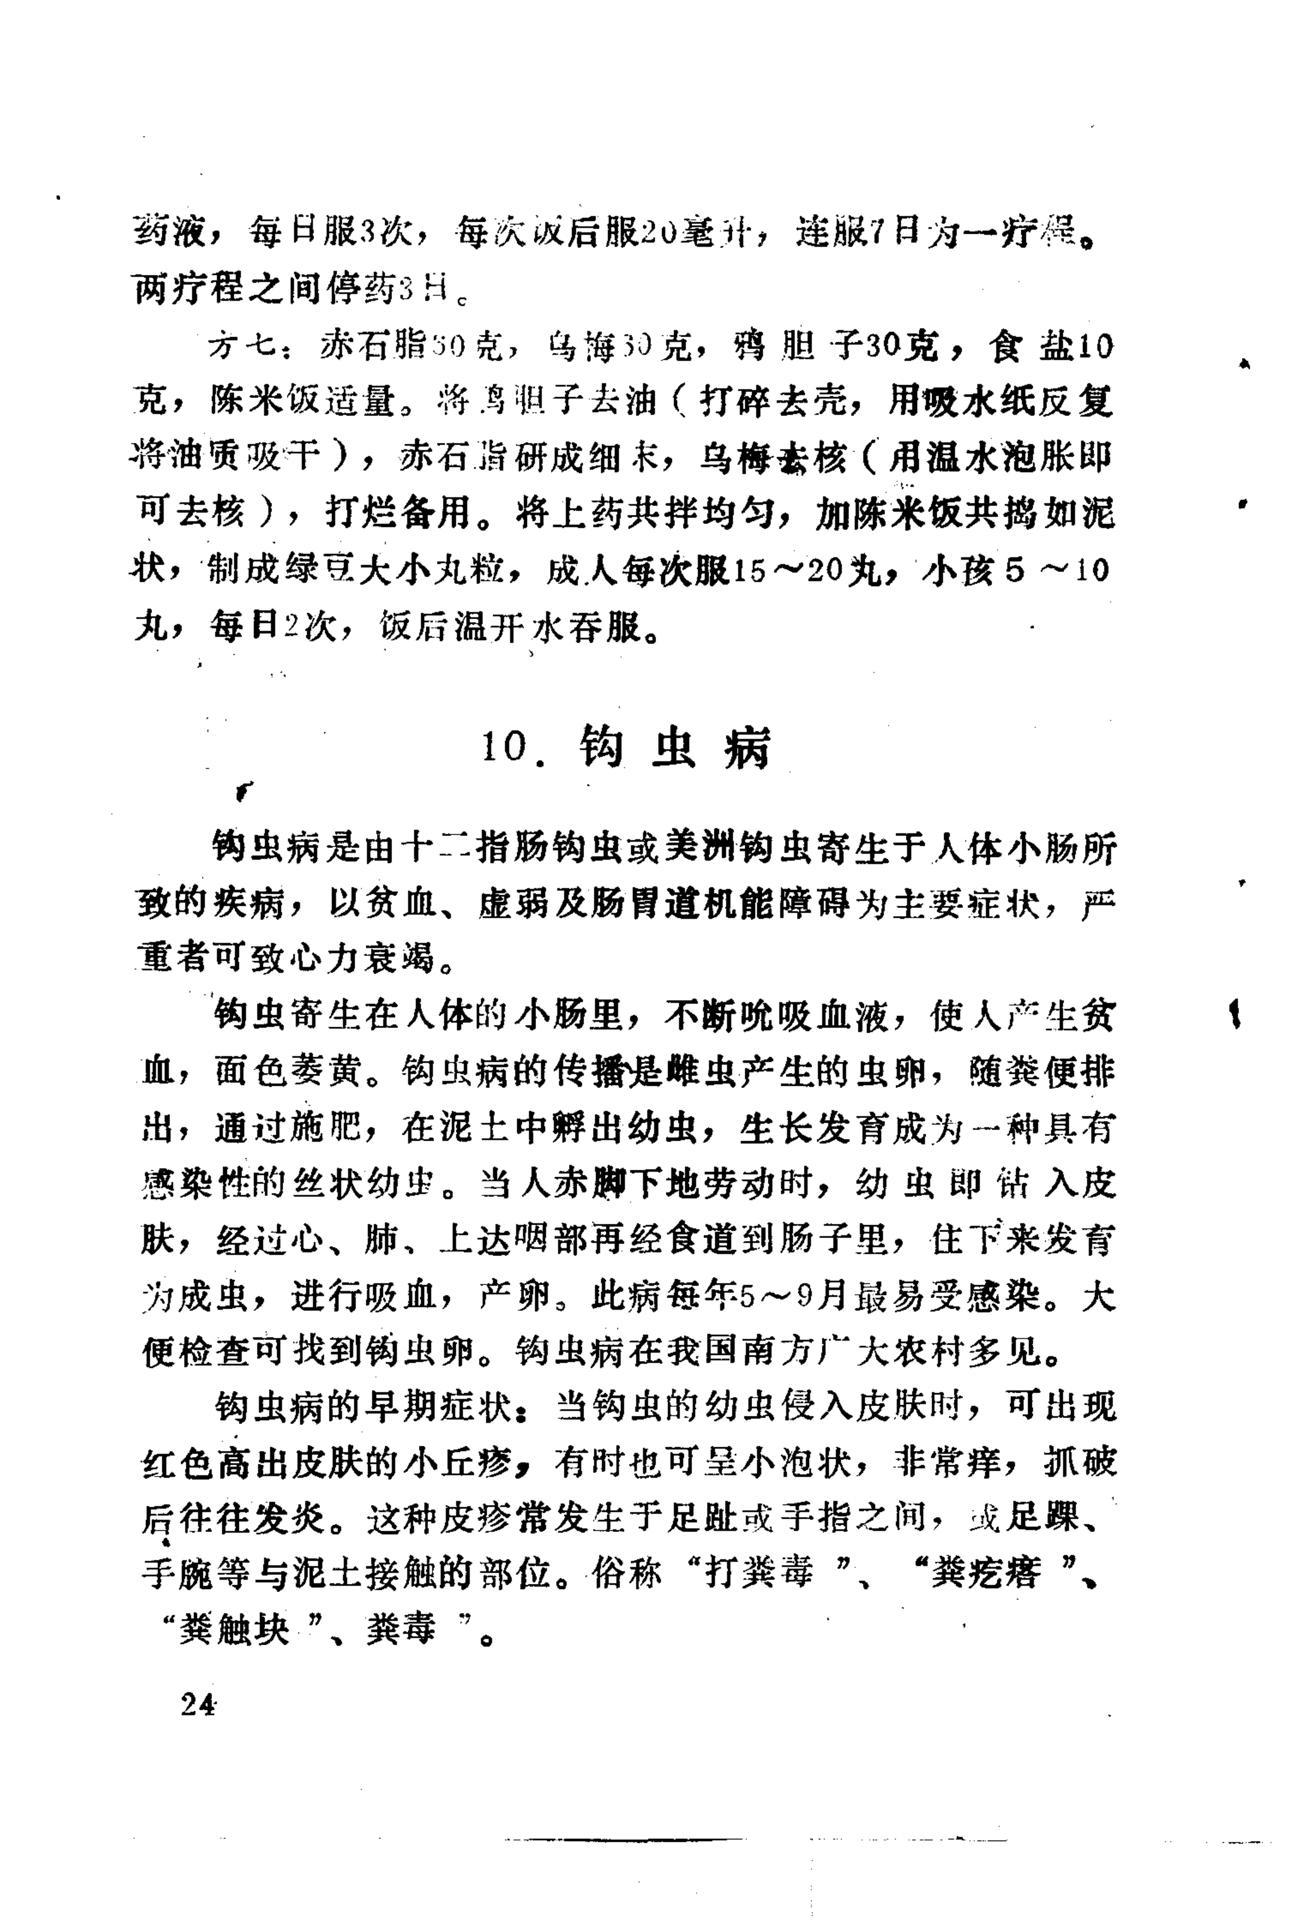 药液，每日服3次，每次饭后服20毫升，连服7日为一疗程。
两疗程之间停药3日。
方七：赤石脂30克，乌梅30克，鸦胆子30克，食盐10
克，陈米饭适量。将鸦胆子去油（打碎去壳，用吸水纸反复
将油质吸干），赤石脂研成细末，乌梅去核（用温水泡胀即
可去核），打烂备用。将上药共拌均匀，加陈米饭共捣如泥
状，制成绿豆大小丸粒，成人每次服15～20丸，小孩5～10
丸，每日2次，饭后温开水吞服。
10．钩虫病
钩虫病是由十二指肠钩虫或美洲钩虫寄生于人体小肠所
致的疾病，以贫血、虚弱及肠胃道机能障碍为主要症状，严
重者可致心力衰竭。
钩虫寄生在人体的小肠里，不断吮吸血液，使人产生贫
血，面色萎黄。钩虫病的传播是雌虫产生的虫卵，随粪便排
出，通过施肥，在泥土中孵出幼虫，生长发育成为一种具有
感染性的丝状幼虫。当人赤脚下地劳动时，幼虫即钻入皮
肤，经过心、肺、上达咽部再经食道到肠子里，住下来发育
为成虫，进行吸血，产卵。此病每年5～9月最易受感染。大
便检查可找到钩虫卵。钩虫病在我国南方广大农村多见。
钩虫病的早期症状：当钩虫的幼虫侵入皮肤时，可出现
红色高出皮肤的小丘疹，有时也可呈小泡状，非常痒，抓破
后往往发炎。这种皮疹常发生于足趾或手指之间，或足踝、
手腕等与泥土接触的部位。俗称“打粪毒”、“粪疙瘩”、
“粪触块”、粪毒”。
24